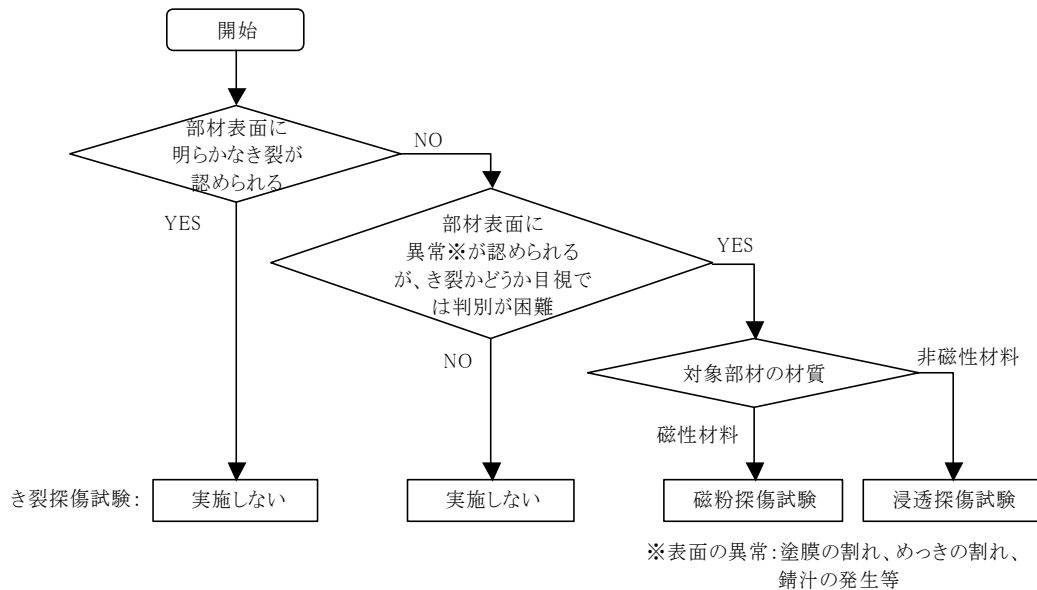 開始
部材表面に
明らかなき裂が
認められる
NO
YES
部材表面に
異常※が認められる
が、き裂かどうか目視で
は判別が困難
YES
NO
対象部材の材質
非磁性材料
磁性材料
き裂探傷試験：
実施しない
実施しない
磁粉探傷試験
浸透探傷試験
※表面の異常：塗膜の割れ、めっきの割れ、
錆汁の発生等